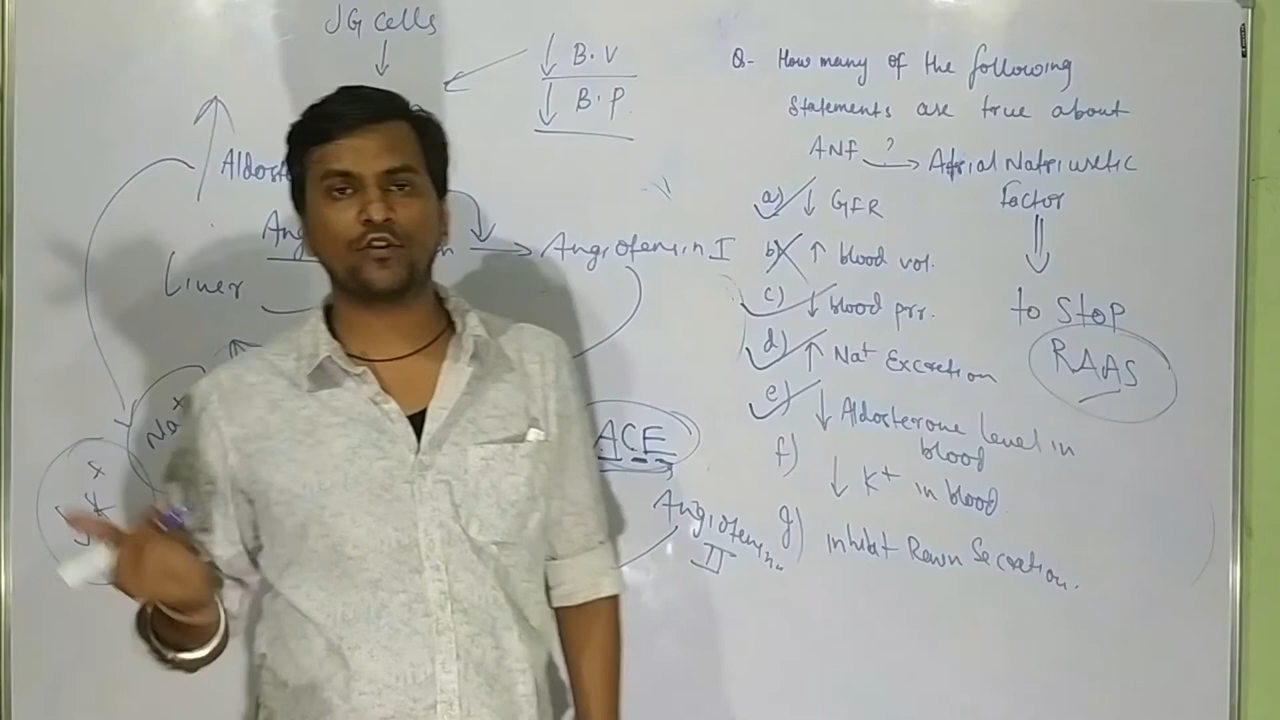 JG cells
↓ B.V
↓ B.P.
Aldost
Ang
n → Angiotensin I
Liver
Na+
K+
ACE
Angiotensin
II
Q- How many of the following
Statements are true about
ANF ? → Atrial Natriuretic
Factor
a) ↓ GFR
b) ↑ blood vol.
c) ↓ blood prr.
d) ↑ Na+ Excretion
e) ↓ Aldosterone level in
blood
f) ↓ K+ in blood
g) inhibit Renin Secretion.
to Stop
RAAS